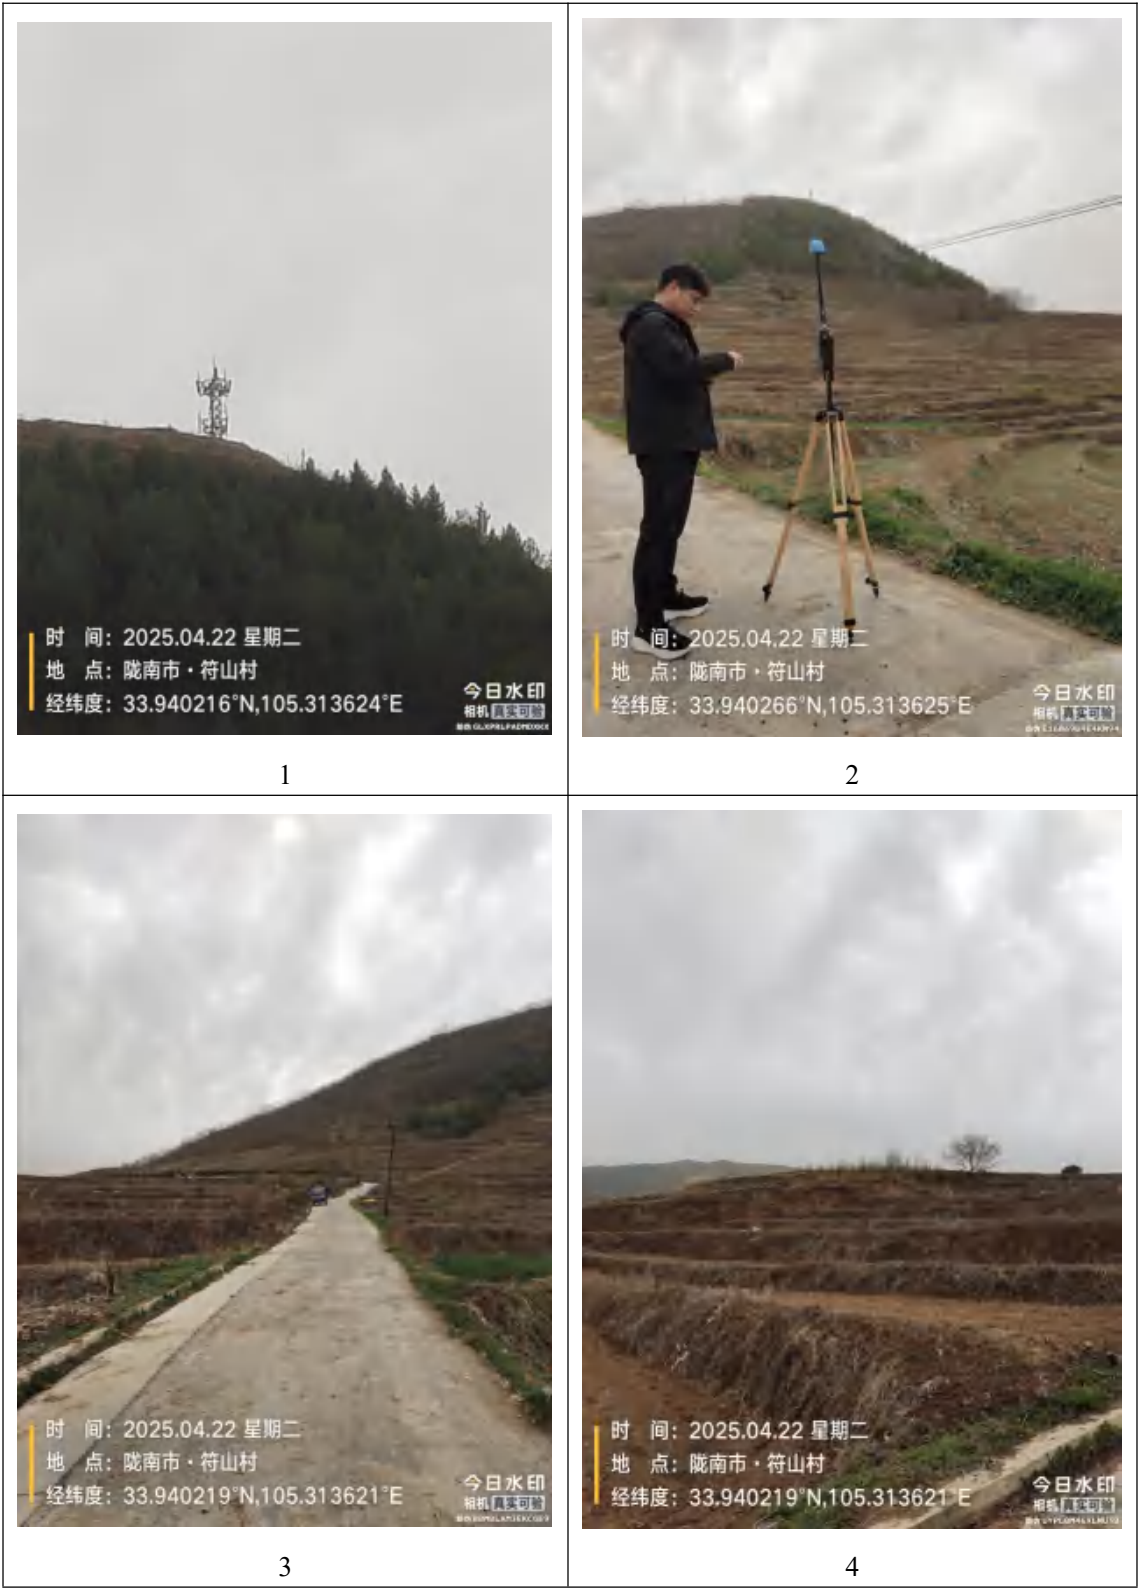 时 间：2025.04.22 星期二
地 点：陇南市·符山村
经纬度：33.940216°N,105.313624°E
今日水印
相机 真实可验
1
时 间：2025.04.22 星期二
地 点：陇南市·符山村
经纬度：33.940266°N,105.313625°E
今日水印
相机 真实可验
2
时 间：2025.04.22 星期二
地 点：陇南市·符山村
经纬度：33.940219°N,105.313621°E
今日水印
相机 真实可验
3
时 间：2025.04.22 星期二
地 点：陇南市·符山村
经纬度：33.940219°N,105.313621°E
今日水印
相机 真实可验
4